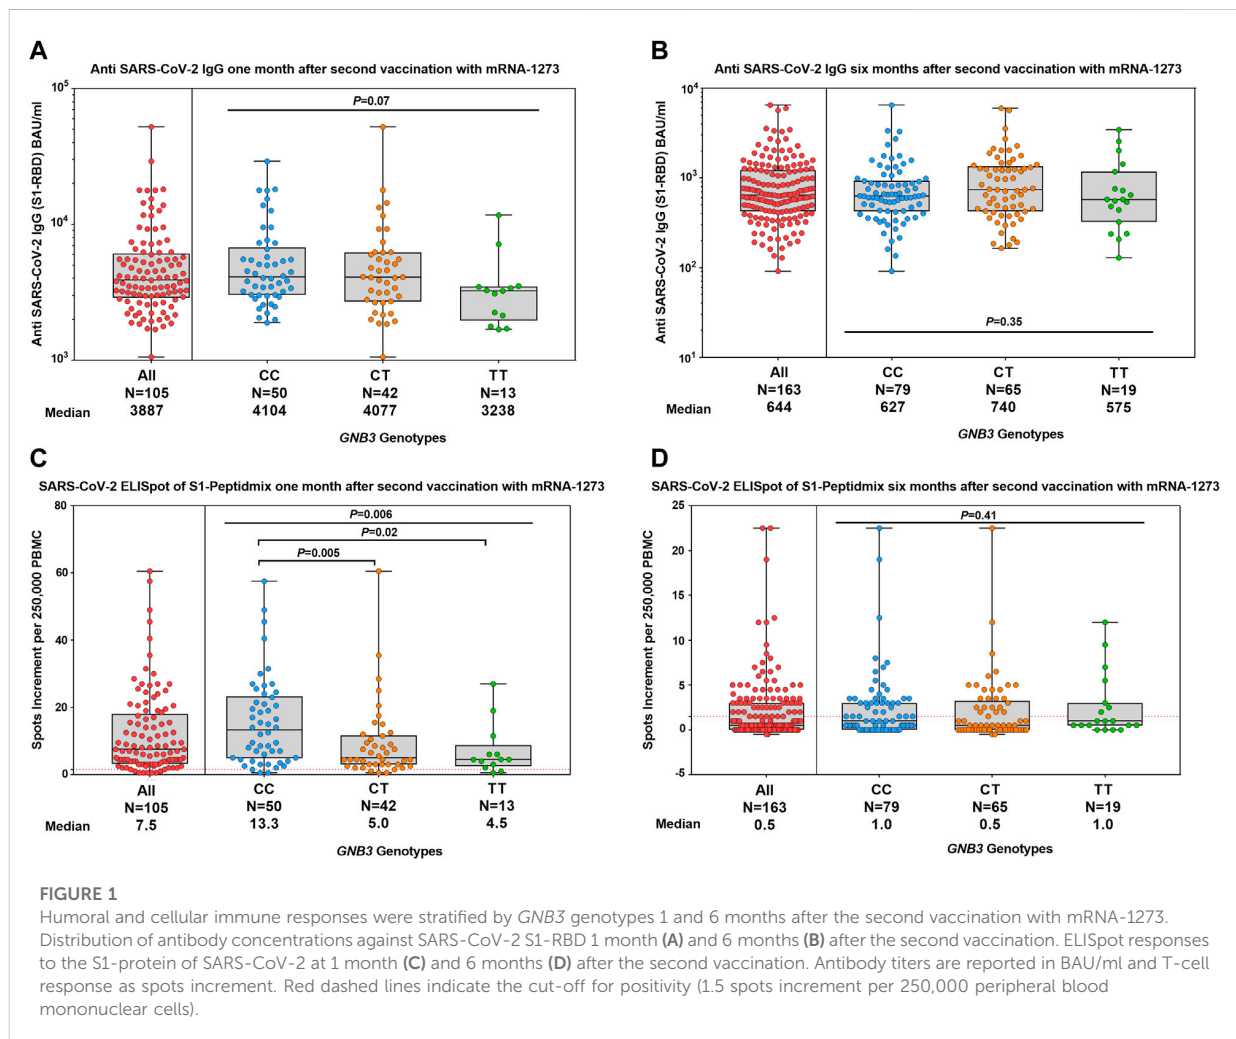 A
Anti SARS-CoV-2 IgG one month after second vaccination with mRNA-1273
Anti SARS-CoV-2 IgG (S1-RBD) BAU/ml
10^5
10^4
10^3
P=0.07
All CC CT TT
N=105 N=50 N=42 N=13
Median 3887 4104 4077 3238
GNB3 Genotypes
B
Anti SARS-CoV-2 IgG six months after second vaccination with mRNA-1273
Anti SARS-CoV-2 IgG (S1-RBD) BAU/ml
10^4
10^3
10^2
10^1
P=0.35
All CC CT TT
N=163 N=79 N=65 N=19
Median 644 627 740 575
GNB3 Genotypes
C
SARS-CoV-2 ELISpot of S1-Peptidmix one month after second vaccination with mRNA-1273
Spots Increment per 250,000 PBMC
80
60
40
20
0
P=0.006
P=0.02
P=0.005
All CC CT TT
N=105 N=50 N=42 N=13
Median 7.5 13.3 5.0 4.5
GNB3 Genotypes
D
SARS-CoV-2 ELISpot of S1-Peptidmix six months after second vaccination with mRNA-1273
Spots Increment per 250,000 PBMC
25
20
15
10
5
0
-5
P=0.41
All CC CT TT
N=163 N=79 N=65 N=19
Median 0.5 1.0 0.5 1.0
GNB3 Genotypes
FIGURE 1
Humoral and cellular immune responses were stratified by GNB3 genotypes 1 and 6 months after the second vaccination with mRNA-1273.
Distribution of antibody concentrations against SARS-CoV-2 S1-RBD 1 month (A) and 6 months (B) after the second vaccination. ELISpot responses
to the S1-protein of SARS-CoV-2 at 1 month (C) and 6 months (D) after the second vaccination. Antibody titers are reported in BAU/ml and T-cell
response as spots increment. Red dashed lines indicate the cut-off for positivity (1.5 spots increment per 250,000 peripheral blood
mononuclear cells).